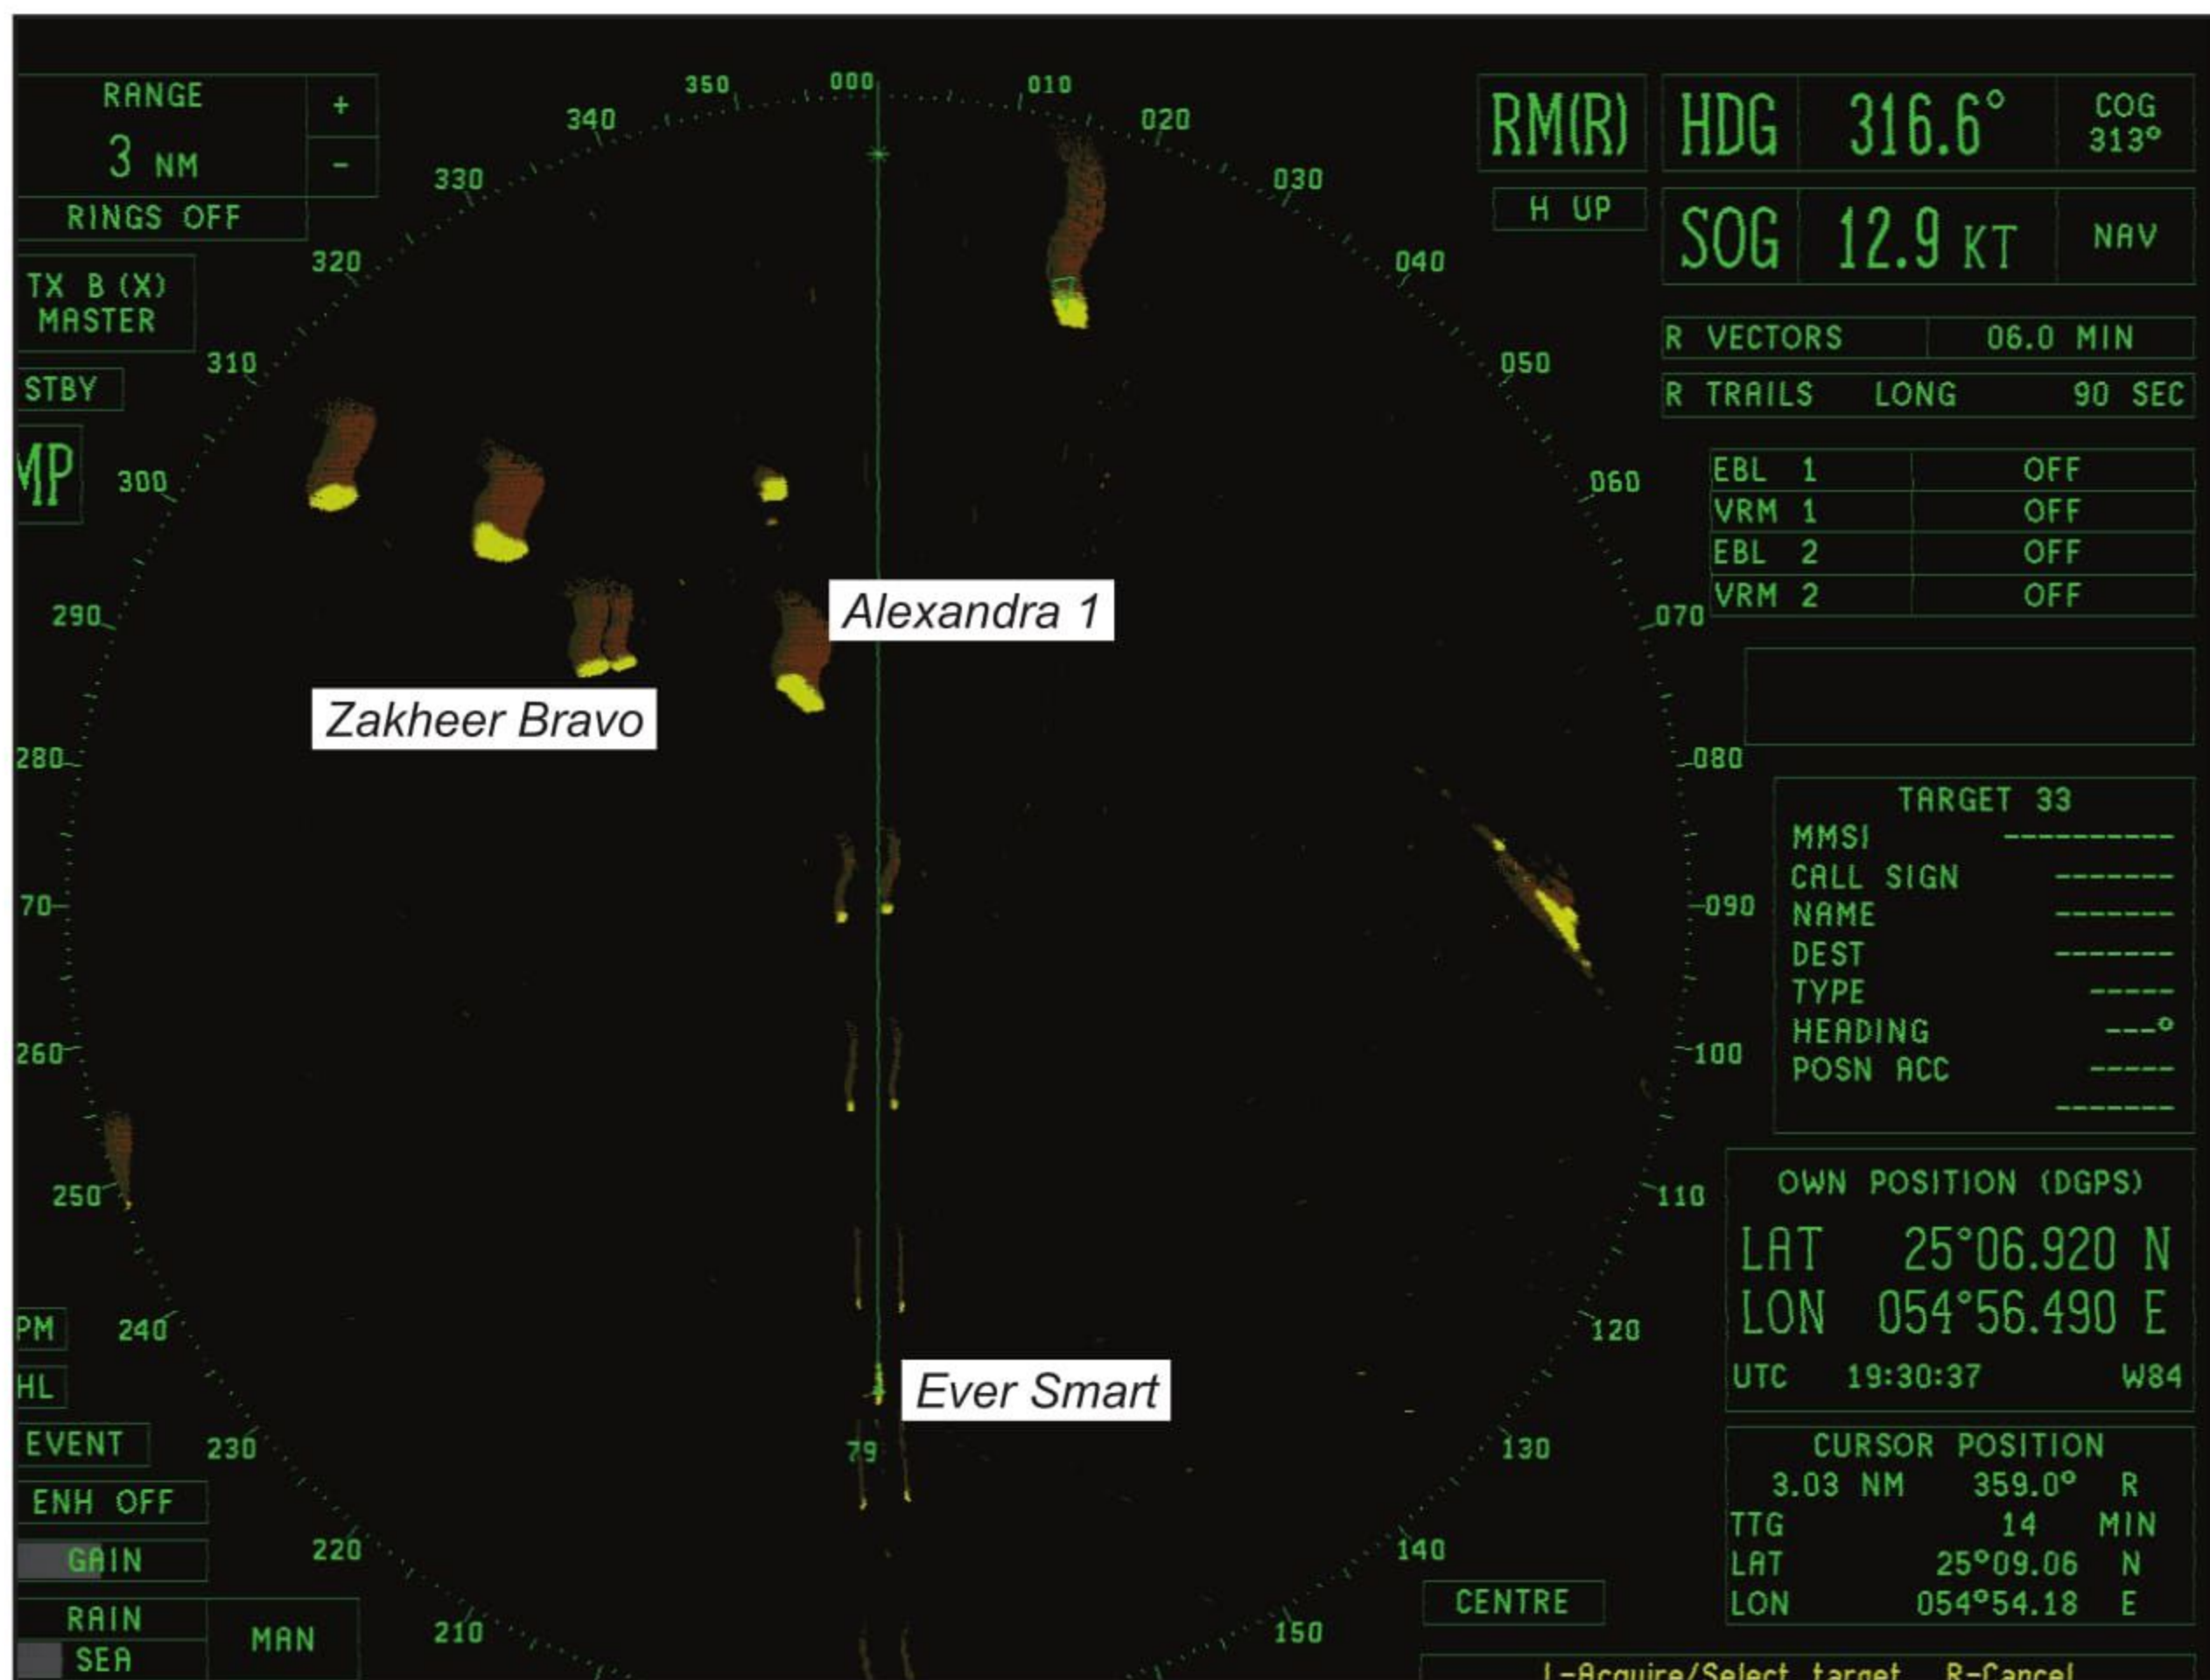 RANGE
+
3 NM
-
RINGS OFF
TX B (X)
MASTER
STBY
MP
350
000
010
340
020
330
030
320
040
310
050
300
060
290
070
280
080
70
090
260
100
250
110
240
120
230
130
220
140
210
150
79
Alexandra 1
Zakheer Bravo
Ever Smart
PM
HL
EVENT
ENH OFF
GAIN
RAIN
MAN
SEA
RM(R)
H UP
HDG 316.6° COG
313°
SOG 12.9 KT NAV
R VECTORS 06.0 MIN
R TRAILS LONG 90 SEC
EBL 1 OFF
VRM 1 OFF
EBL 2 OFF
VRM 2 OFF
TARGET 33
MMSI ----------
CALL SIGN -------
NAME -------
DEST -------
TYPE -----
HEADING ---°
POSN ACC -----
-------
OWN POSITION (DGPS)
LAT 25°06.920 N
LON 054°56.490 E
UTC 19:30:37 W84
CURSOR POSITION
3.03 NM 359.0° R
TTG 14 MIN
LAT 25°09.06 N
LON 054°54.18 E
CENTRE
L-Acquire/Select target R-Cancel